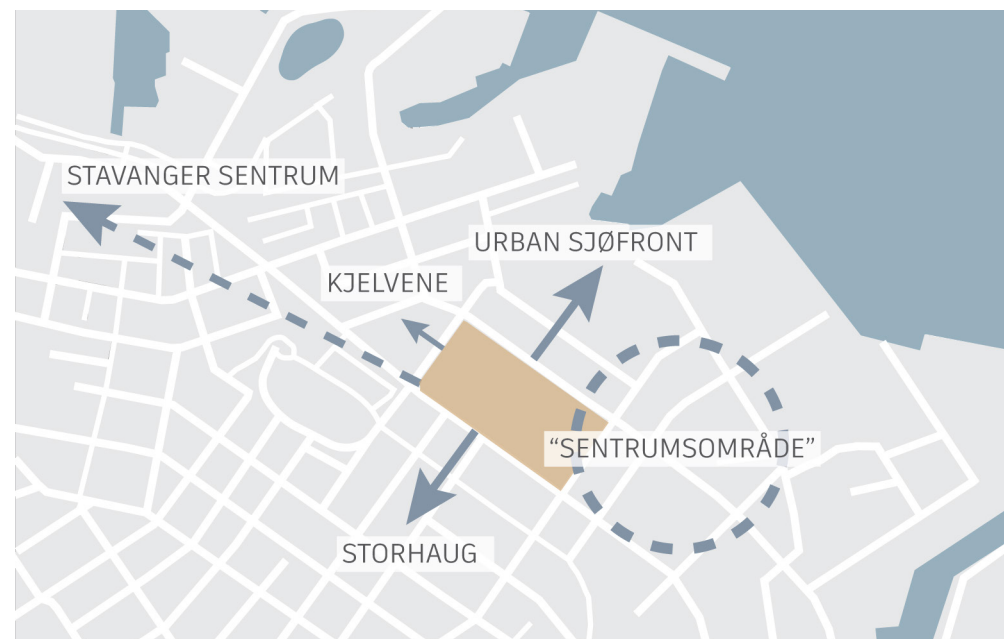 STAVANGER SENTRUM
URBAN SJØFRONT
KJELVENE
“SENTRUMSOMRÅDE”
STORHAUG